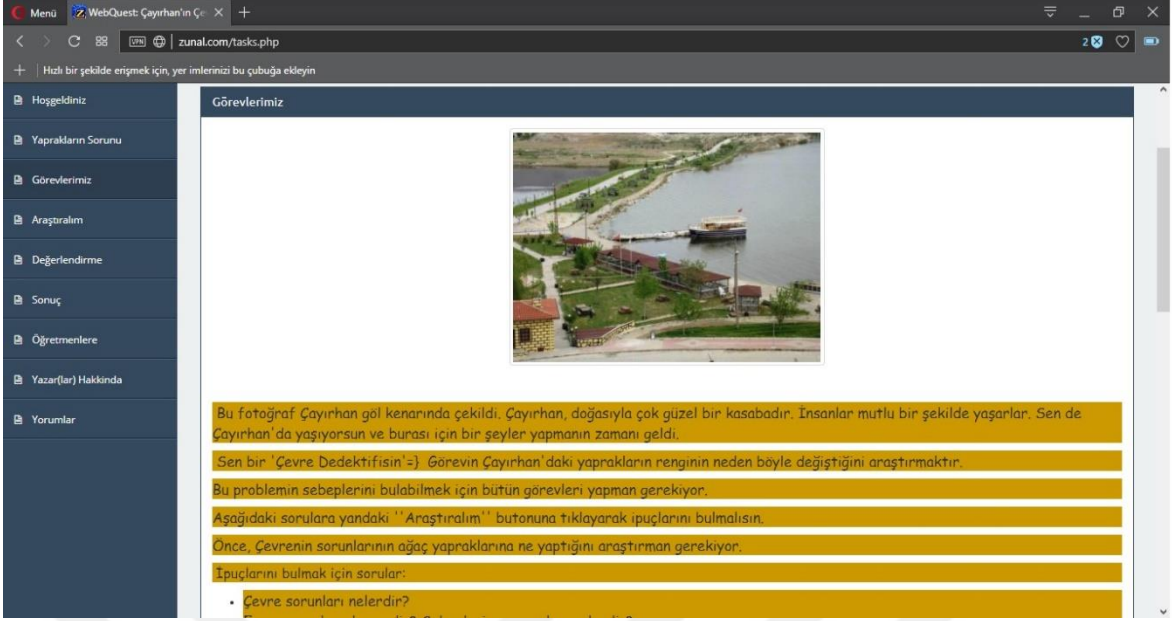 Menü
WebQuest: Çayırhan'ın Çe
VPN
zunal.com/tasks.php
2
Hızlı bir şekilde erişmek için, yer imlerinizi bu çubuğa ekleyin
Hoşgeldiniz
Yaprakların Sorunu
Görevlerimiz
Araştıralım
Değerlendirme
Sonuç
Öğretmenlere
Yazar(lar) Hakkinda
Yorumlar
Görevlerimiz
Bu fotoğraf Çayırhan göl kenarında çekildi. Çayırhan, doğasıyla çok güzel bir kasabadır. İnsanlar mutlu bir şekilde yaşarlar. Sen de
Çayırhan'da yaşıyorsun ve burası için bir şeyler yapmanın zamanı geldi.
Sen bir 'Çevre Dedektifisin'=} Görevin Çayırhan'daki yaprakların renginin neden böyle değiştiğini araştırmaktır.
Bu problemin sebeplerini bulabilmek için bütün görevleri yapman gerekiyor.
Aşağıdaki sorulara yandaki ''Araştıralım'' butonuna tıklayarak ipuçlarını bulmalısın.
Önce, Çevrenin sorunlarının ağaç yapraklarına ne yaptığını araştırman gerekiyor.
İpuçlarını bulmak için sorular:
• Çevre sorunları nelerdir?